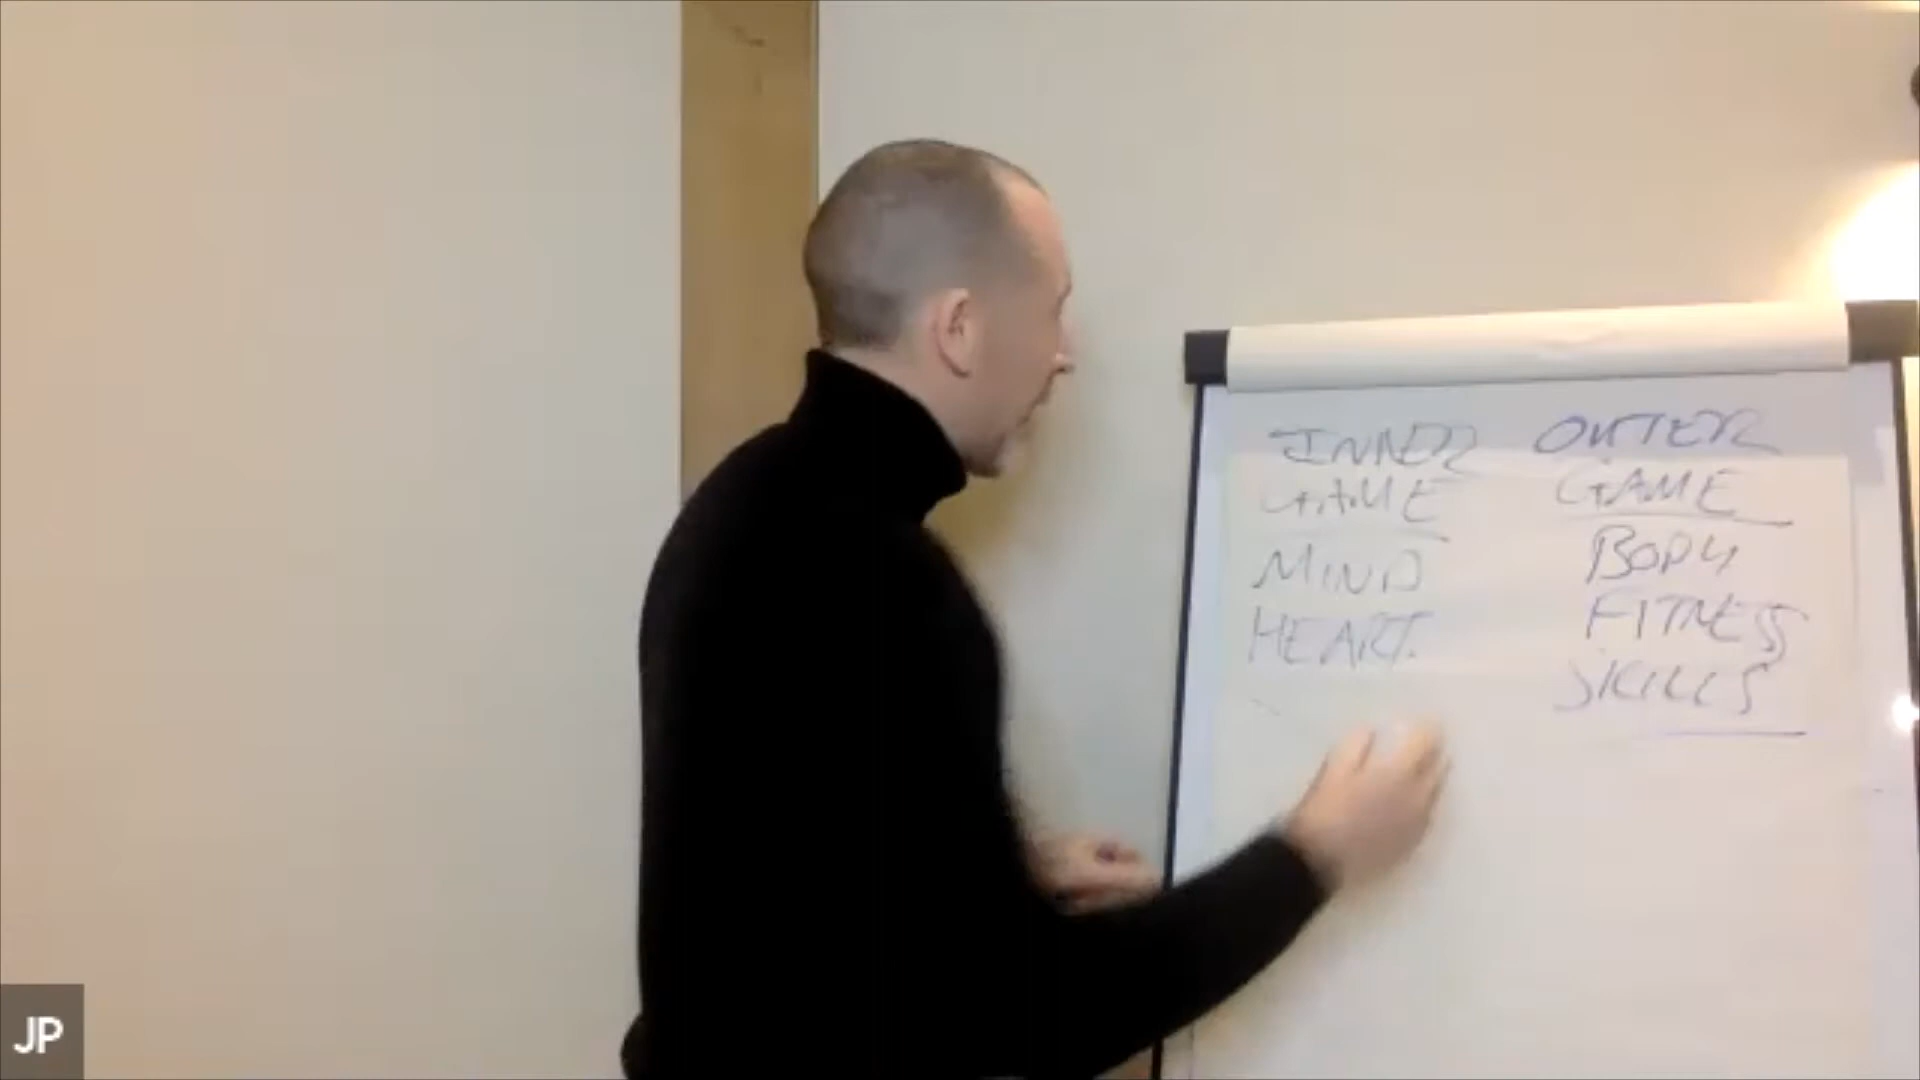 INNER OUTER
GAME GAME
MIND BODY
HEART. FITNESS
SKILLS
JP